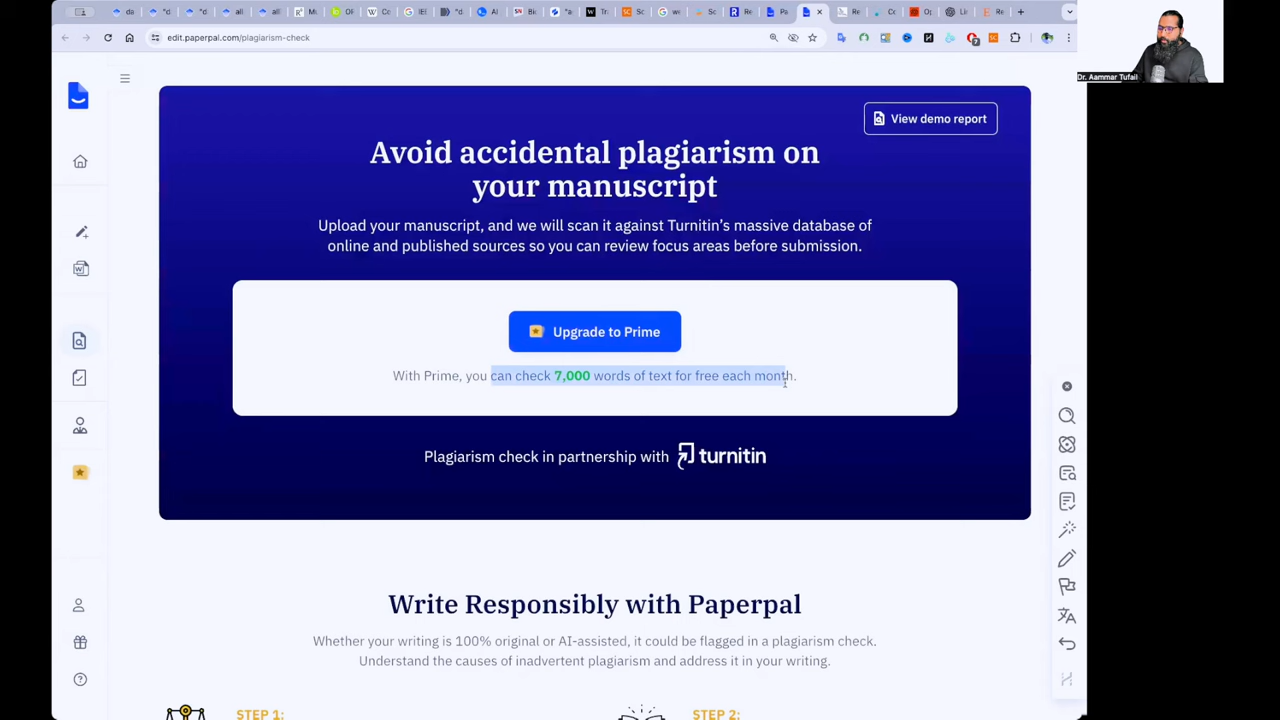 edit.paperpal.com/plagiarism-check
Dr. Aammar Tufail
View demo report
Avoid accidental plagiarism on
your manuscript
Upload your manuscript, and we will scan it against Turnitin's massive database of
online and published sources so you can review focus areas before submission.
Upgrade to Prime
With Prime, you can check 7,000 words of text for free each month.
Plagiarism check in partnership with turnitin
Write Responsibly with Paperpal
Whether your writing is 100% original or AI-assisted, it could be flagged in a plagiarism check.
Understand the causes of inadvertent plagiarism and address it in your writing.
STEP 1:
STEP 2: